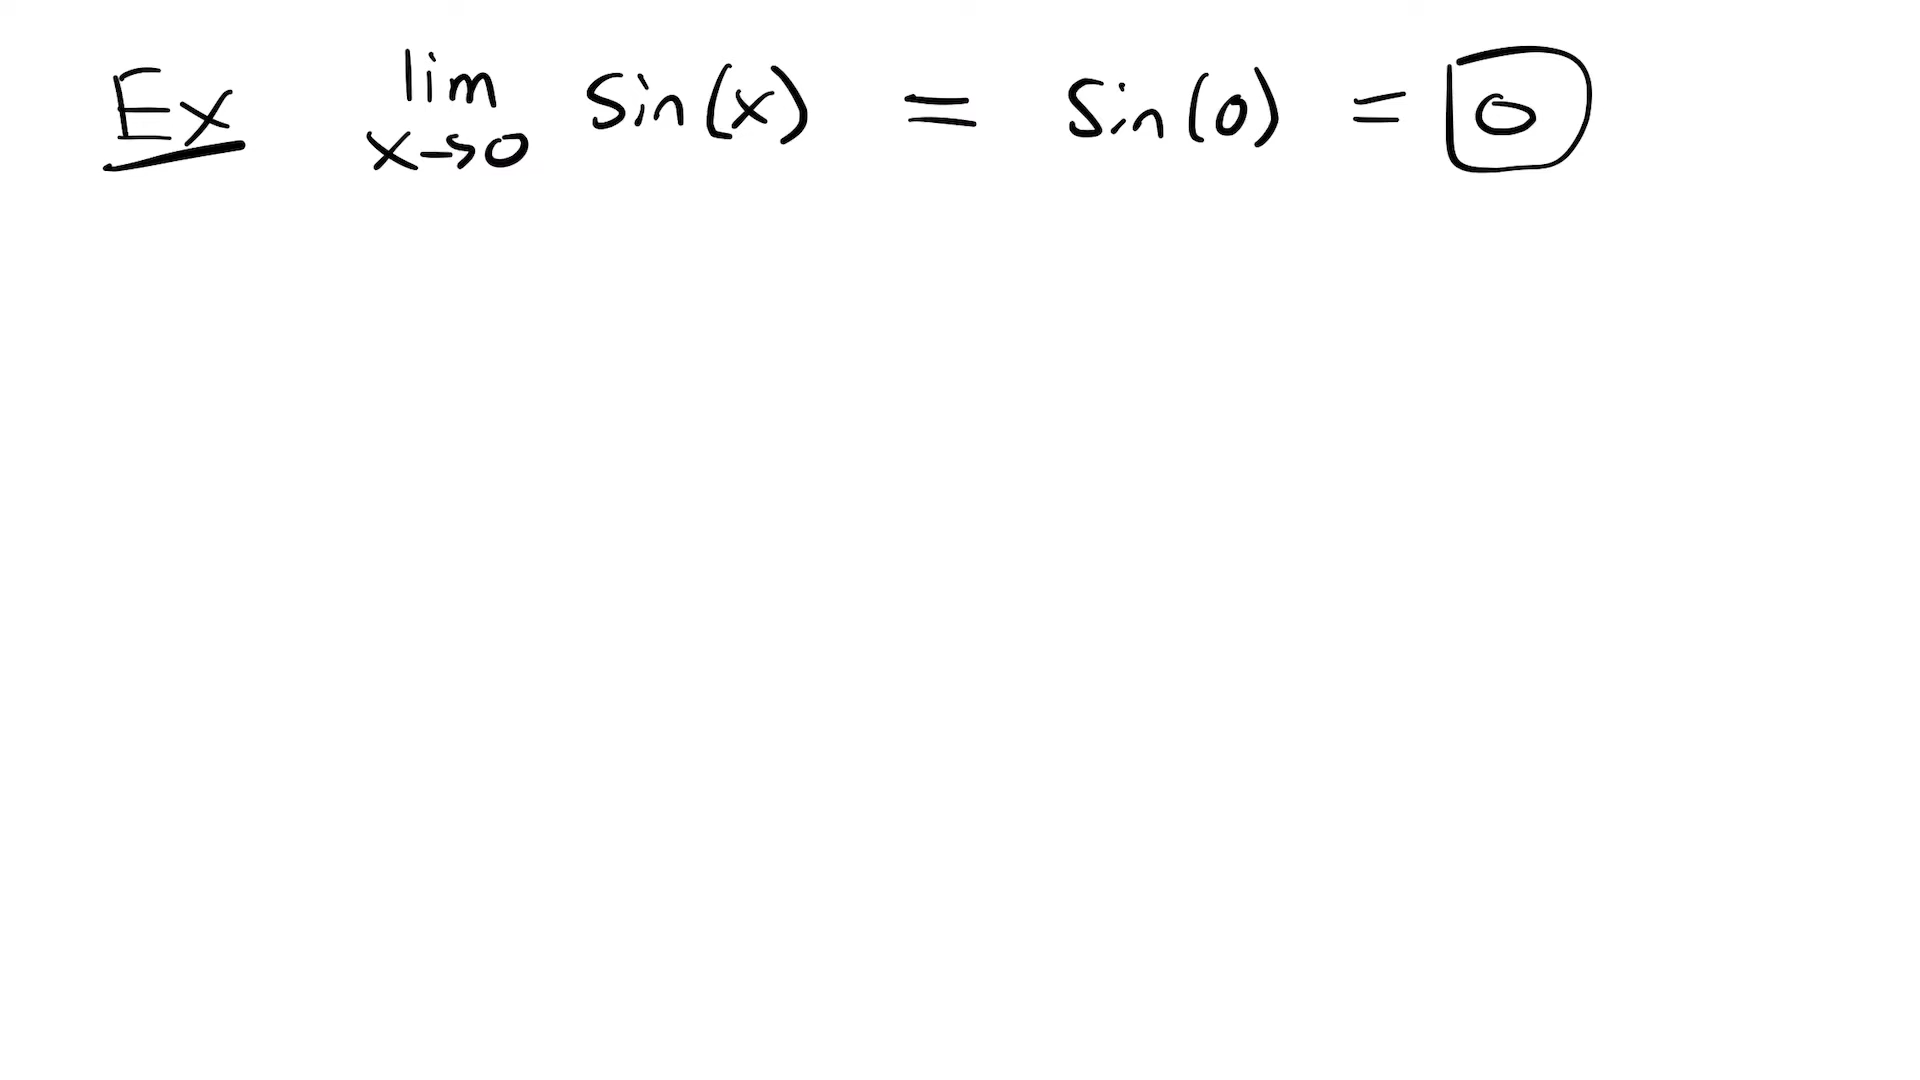 Ex lim x→0 Sin(x) = Sin(0) = 0